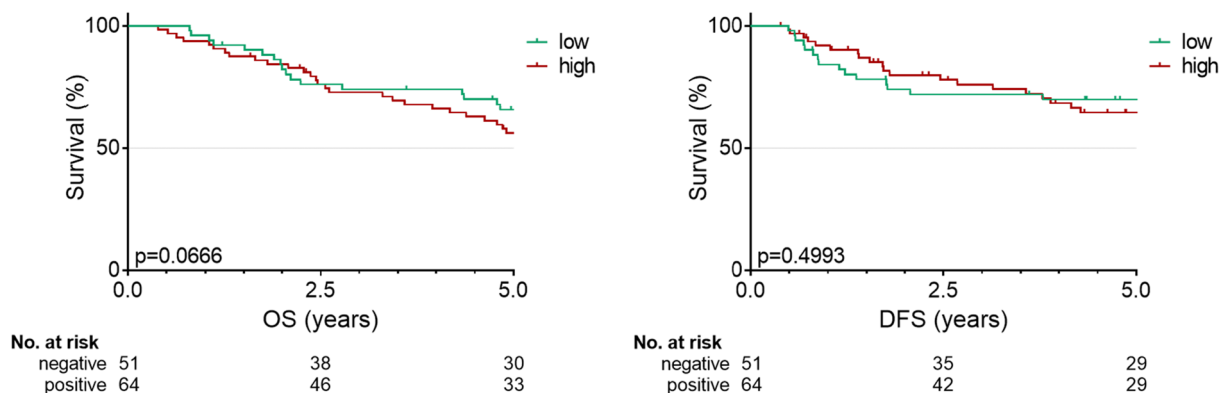 100
50
0
Survival (%)
low
high
p=0.0666
0.0 2.5 5.0
OS (years)
No. at risk
negative 51 38 30
positive 64 46 33
100
50
0
Survival (%)
low
high
p=0.4993
0.0 2.5 5.0
DFS (years)
No. at risk
negative 51 35 29
positive 64 42 29